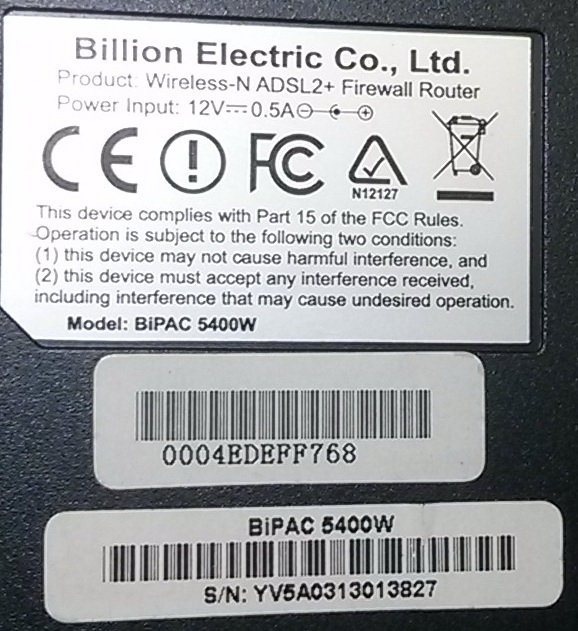 Billion Electric Co., Ltd.
Product: Wireless-N ADSL2+ Firewall Router
Power Input: 12V⎓0.5A
CE FC
N12127
This device complies with Part 15 of the FCC Rules.
Operation is subject to the following two conditions:
(1) this device may not cause harmful interference, and
(2) this device must accept any interference received,
including interference that may cause undesired operation.
Model: BiPAC 5400W
0004EDEFF768
BiPAC 5400W
S/N: YV5A0313013827